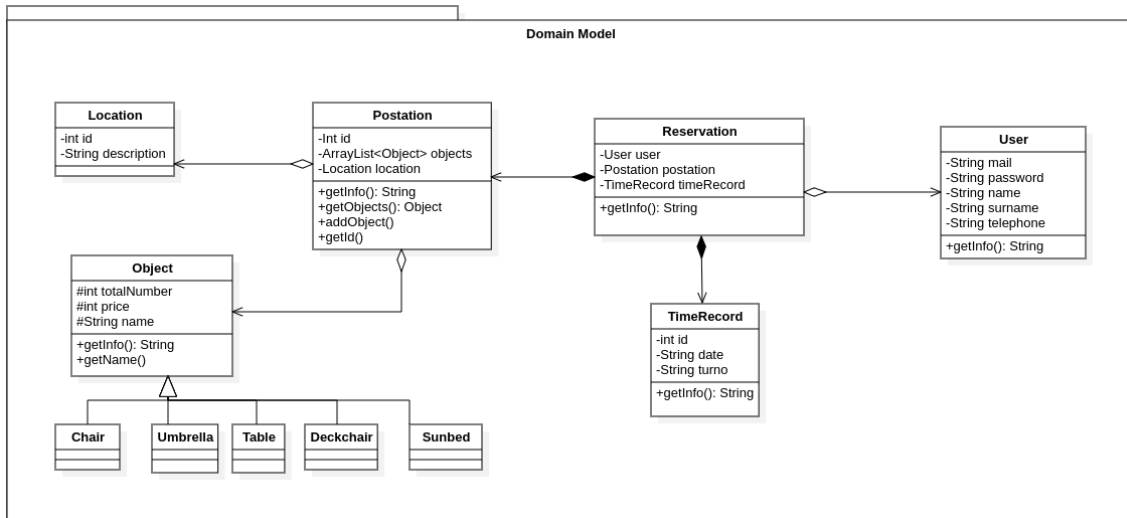 Domain Model
Location
-int id
-String description
Postation
-Int id
-ArrayList<Object> objects
-Location location
+getInfo(): String
+getObjects(): Object
+addObject()
+getId()
Reservation
-User user
-Postation postation
-TimeRecord timeRecord
+getInfo(): String
User
-String mail
-String password
-String name
-String surname
-String telephone
+getInfo(): String
Object
#int totalNumber
#int price
#String name
+getInfo(): String
+getName()
TimeRecord
-int id
-String date
-String turno
+getInfo(): String
Chair
Umbrella
Table
Deckchair
Sunbed